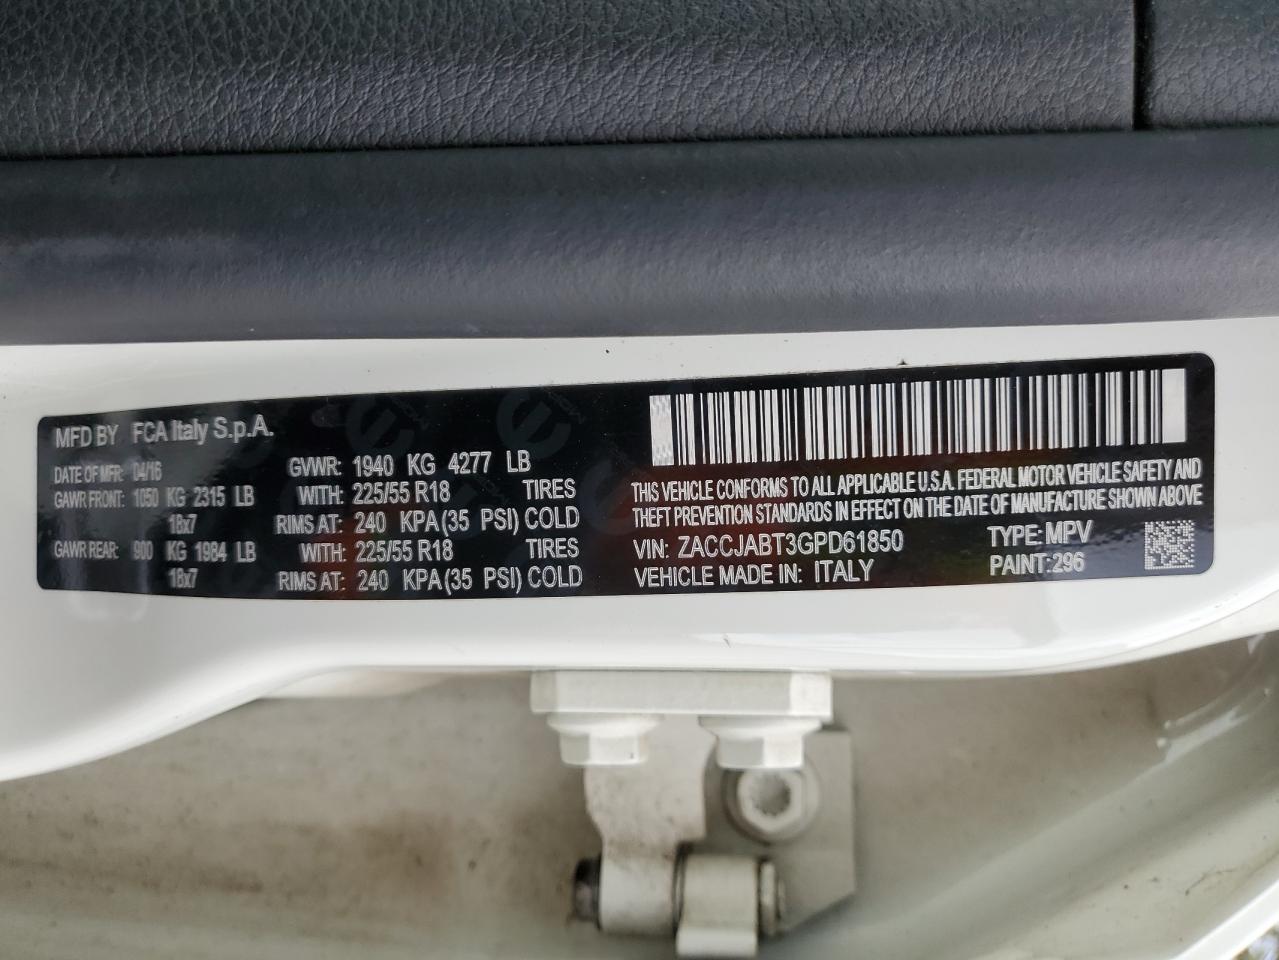 MFD BY FCA Italy S.p.A.
DATE OF MFR: 04/16 GVWR: 1940 KG 4277 LB
GAWR FRONT: 1050 KG 2315 LB WITH: 225/55 R18 TIRES
18x7 RIMS AT: 240 KPA(35 PSI) COLD
GAWR REAR: 900 KG 1984 LB WITH: 225/55 R18 TIRES
18x7 RIMS AT: 240 KPA(35 PSI) COLD
THIS VEHICLE CONFORMS TO ALL APPLICABLE U.S.A. FEDERAL MOTOR VEHICLE SAFETY AND
THEFT PREVENTION STANDARDS IN EFFECT ON THE DATE OF MANUFACTURE SHOWN ABOVE
VIN: ZACCJABT3GPD61850 TYPE: MPV
VEHICLE MADE IN: ITALY PAINT:296